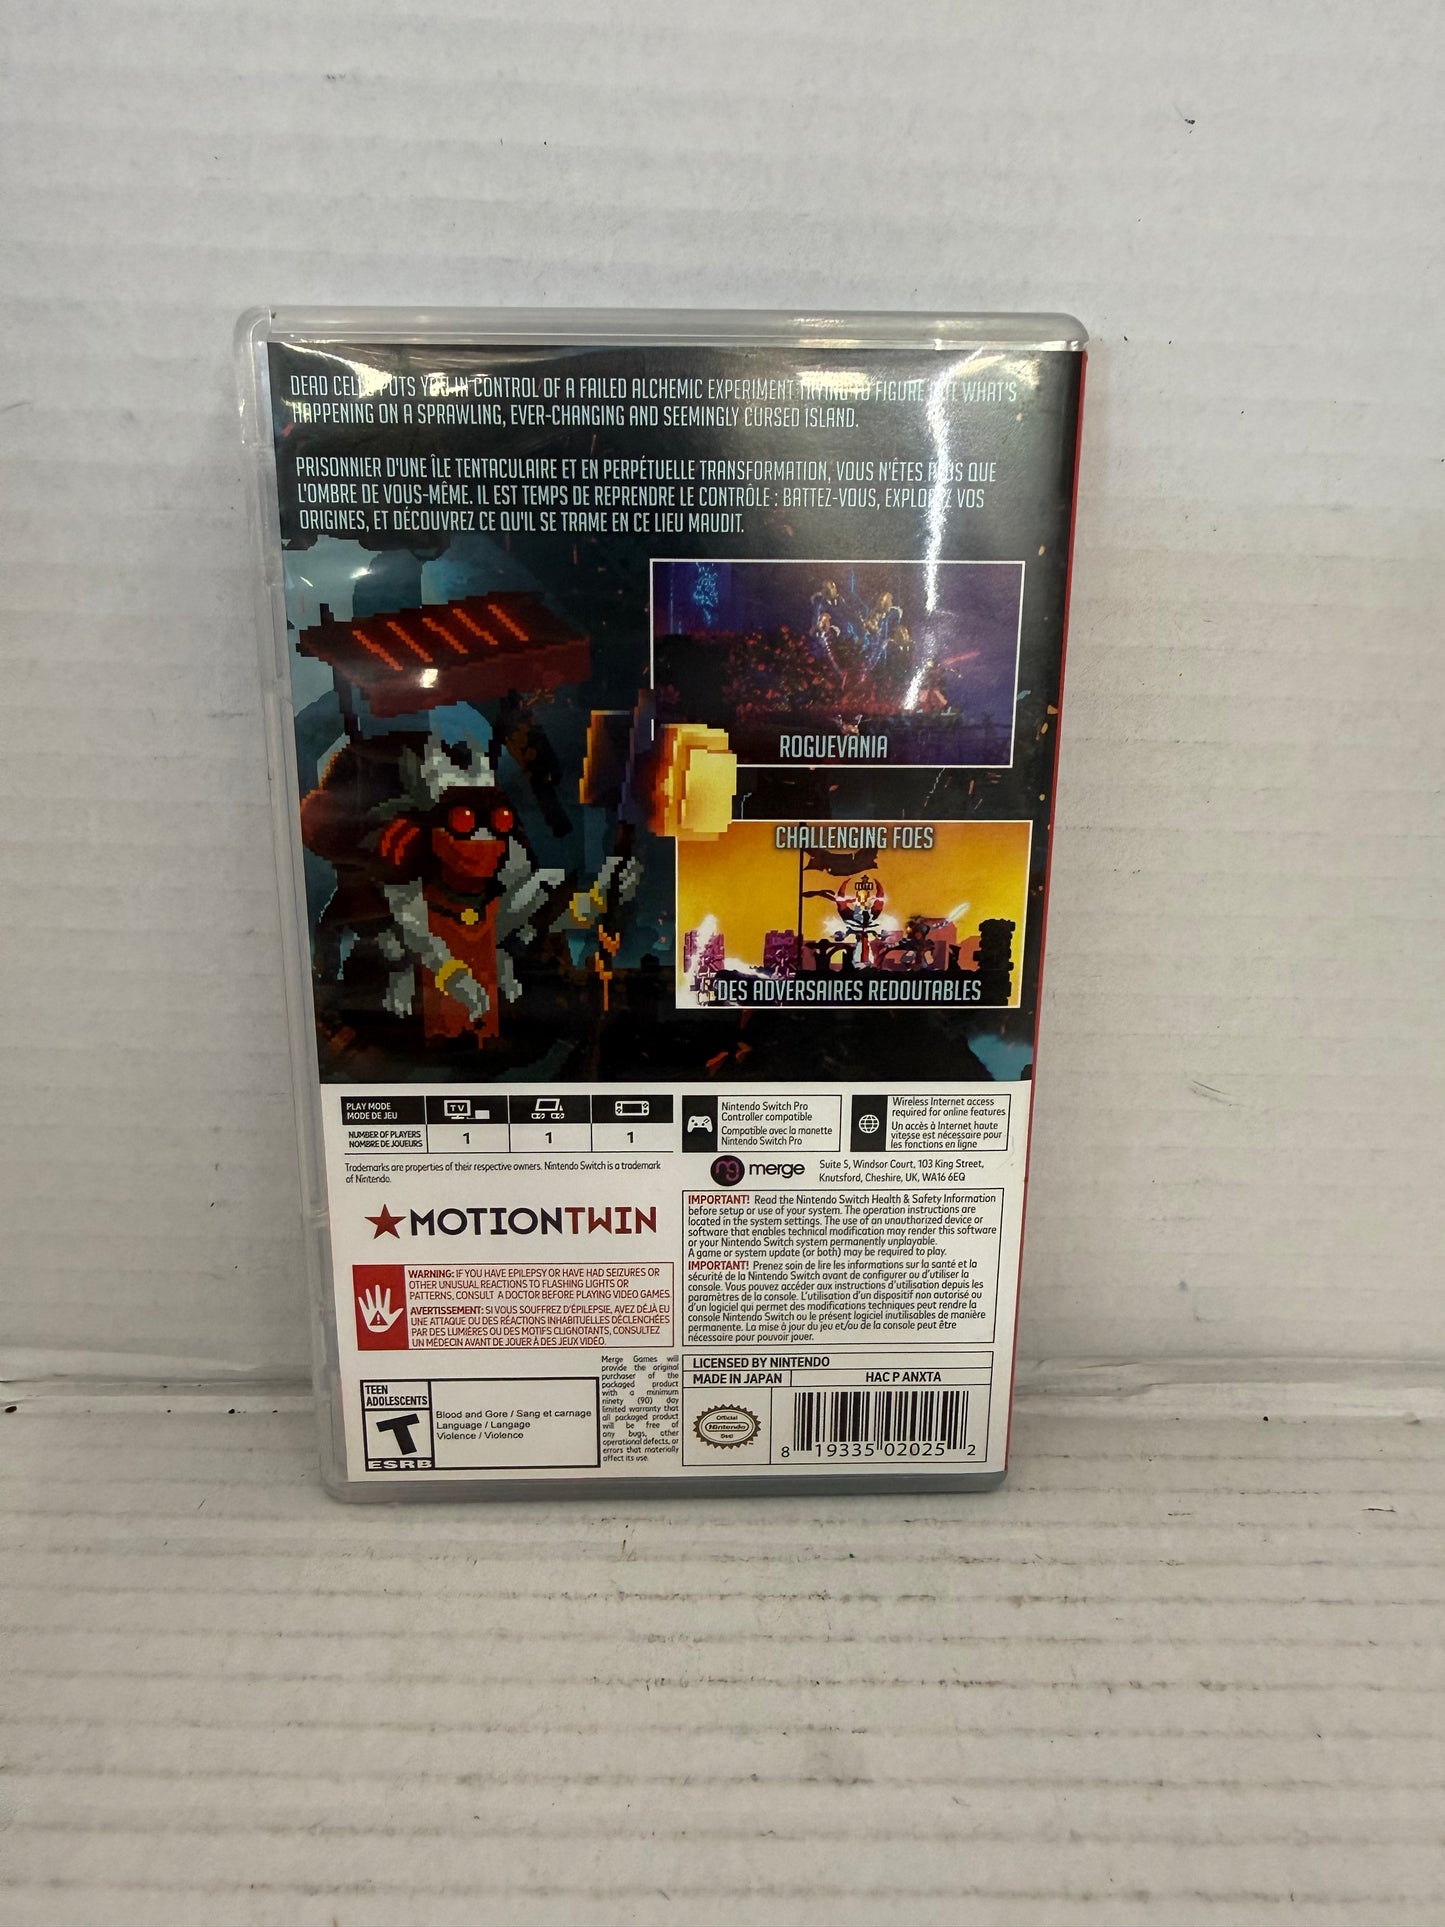 DEAD CELLS PUTS YOU IN CONTROL OF A FAILED ALCHEMIC EXPERIMENT TRYING TO FIGURE OUT WHAT'S
HAPPENING ON A SPRAWLING, EVER-CHANGING AND SEEMINGLY CURSED ISLAND.
PRISONNIER D'UNE ÎLE TENTACULAIRE ET EN PERPÉTUELLE TRANSFORMATION, VOUS N'ÊTES PLUS QUE
L'OMBRE DE VOUS-MÊME. IL EST TEMPS DE REPRENDRE LE CONTRÔLE : BATTEZ-VOUS, EXPLOREZ VOS
ORIGINES, ET DÉCOUVREZ CE QU'IL SE TRAME EN CE LIEU MAUDIT.
ROGUEVANIA
CHALLENGING FOES
DES ADVERSAIRES REDOUTABLES
PLAY MODE
MODE DE JEU
TV
NUMBER OF PLAYERS
NOMBRE DE JOUEURS
1
1
1
Nintendo Switch Pro
Controller compatible
Compatible avec la manette
Nintendo Switch Pro
Wireless Internet access
required for online features
Un accès à Internet haute
vitesse est nécessaire pour
les fonctions en ligne
Trademarks are properties of their respective owners. Nintendo Switch is a trademark
of Nintendo.
merge
Suite 5, Windsor Court, 103 King Street,
Knutsford, Cheshire, UK, WA16 6EQ
MOTIONTWIN
IMPORTANT! Read the Nintendo Switch Health & Safety Information
before setup or use of your system. The operation instructions are
located in the system settings. The use of an unauthorized device or
software that enables technical modification may render this software
or your Nintendo Switch system permanently unplayable.
A game or system update (or both) may be required to play.
IMPORTANT! Prenez soin de lire les informations sur la santé et la
sécurité de la Nintendo Switch avant de configurer ou d'utiliser la
console. Vous pouvez accéder aux instructions d'utilisation depuis les
paramètres de la console. L'utilisation d'un dispositif non autorisé ou
d'un logiciel qui permet des modifications techniques peut rendre la
console Nintendo Switch ou le présent logiciel inutilisables de manière
permanente. La mise à jour du jeu et/ou de la console peut être
nécessaire pour pouvoir jouer.
WARNING: IF YOU HAVE EPILEPSY OR HAVE HAD SEIZURES OR
OTHER UNUSUAL REACTIONS TO FLASHING LIGHTS OR
PATTERNS, CONSULT A DOCTOR BEFORE PLAYING VIDEO GAMES.
AVERTISSEMENT: SI VOUS SOUFFREZ D'ÉPILEPSIE, AVEZ DÉJÀ EU
UNE ATTAQUE OU DES RÉACTIONS INHABITUELLES DÉCLENCHÉES
PAR DES LUMIÈRES OU DES MOTIFS CLIGNOTANTS, CONSULTEZ
UN MÉDECIN AVANT DE JOUER À DES JEUX VIDÉO.
TEEN
ADOLESCENTS
T
ESRB
Blood and Gore / Sang et carnage
Language / Langage
Violence / Violence
Merge Games will
provide the original
purchaser of the
packaged product
with a minimum
ninety (90) day
limited warranty that
all packaged product
will be free of
any bugs, other
operational defects, or
errors that materially
affect its use.
LICENSED BY NINTENDO
MADE IN JAPAN
HAC P ANXTA
Official
Nintendo
Seal
8 19335 02025 2